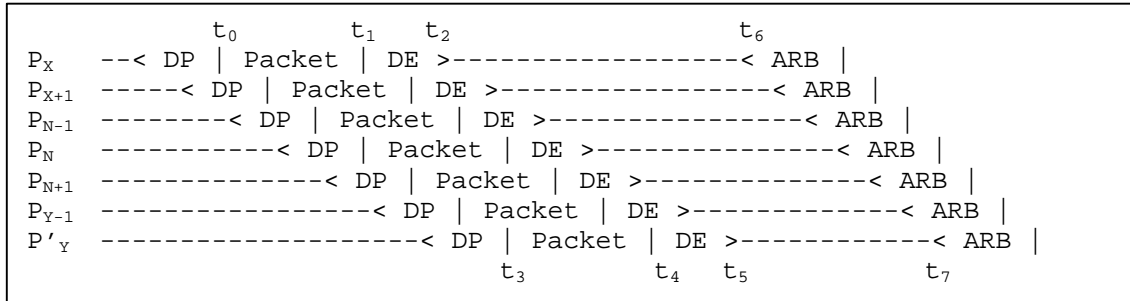 t0 t1 t2 t6
PX --< DP | Packet | DE >------------------< ARB |
PX+1 -----< DP | Packet | DE >-----------------< ARB |
PN-1 --------< DP | Packet | DE >----------------< ARB |
PN -----------< DP | Packet | DE >---------------< ARB |
PN+1 --------------< DP | Packet | DE >--------------< ARB |
PY-1 -----------------< DP | Packet | DE >-------------< ARB |
P'Y --------------------< DP | Packet | DE >------------< ARB |
t3 t4 t5 t7